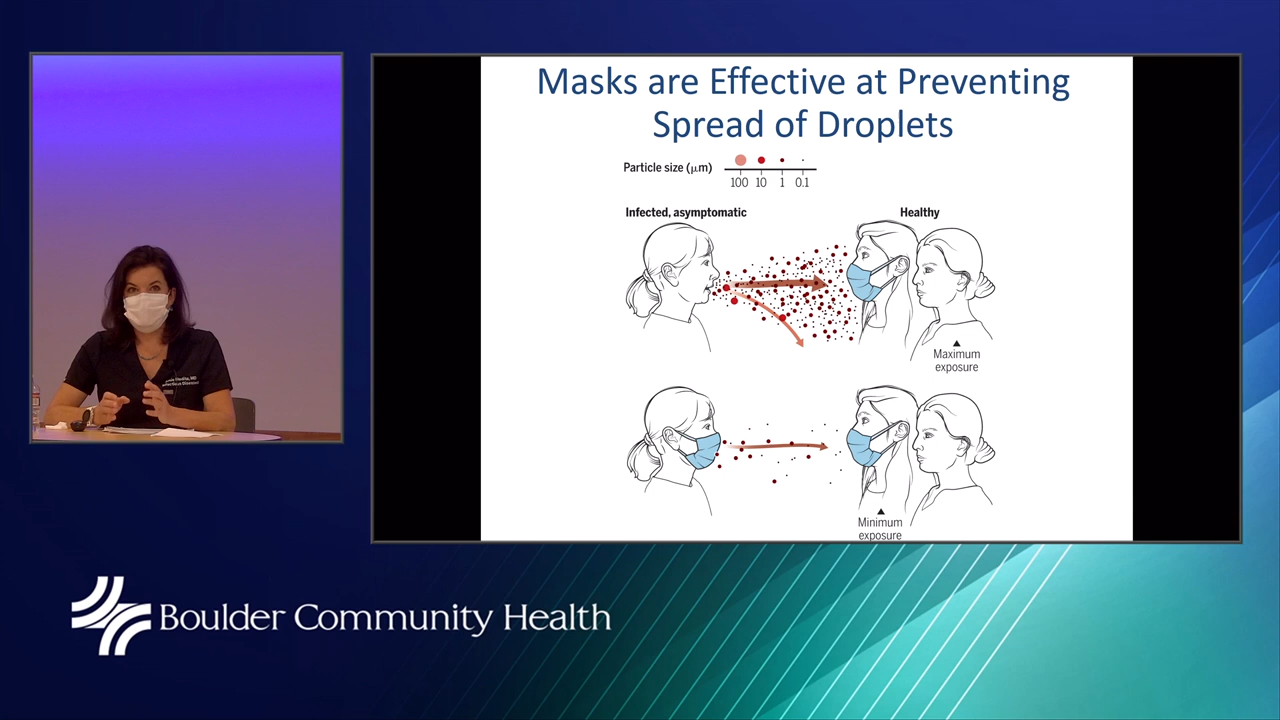 Masks are Effective at Preventing
Spread of Droplets
Particle size (μm)
100 10 1 0.1
Infected, asymptomatic
Healthy
Maximum
exposure
Minimum
exposure
Boulder Community Health